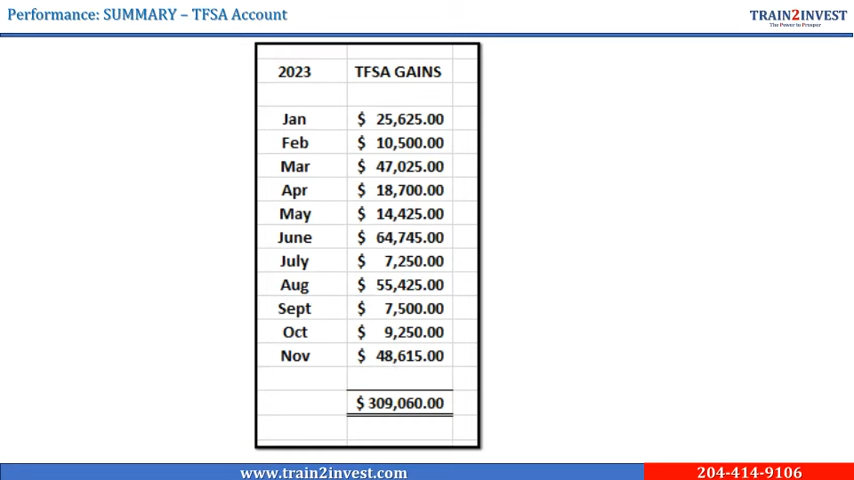 Performance: SUMMARY – TFSA Account
TRAIN2INVEST
The Power to Prosper
2023 TFSA GAINS
Jan $ 25,625.00
Feb $ 10,500.00
Mar $ 47,025.00
Apr $ 18,700.00
May $ 14,425.00
June $ 64,745.00
July $ 7,250.00
Aug $ 55,425.00
Sept $ 7,500.00
Oct $ 9,250.00
Nov $ 48,615.00
$ 309,060.00
www.train2invest.com
204-414-9106